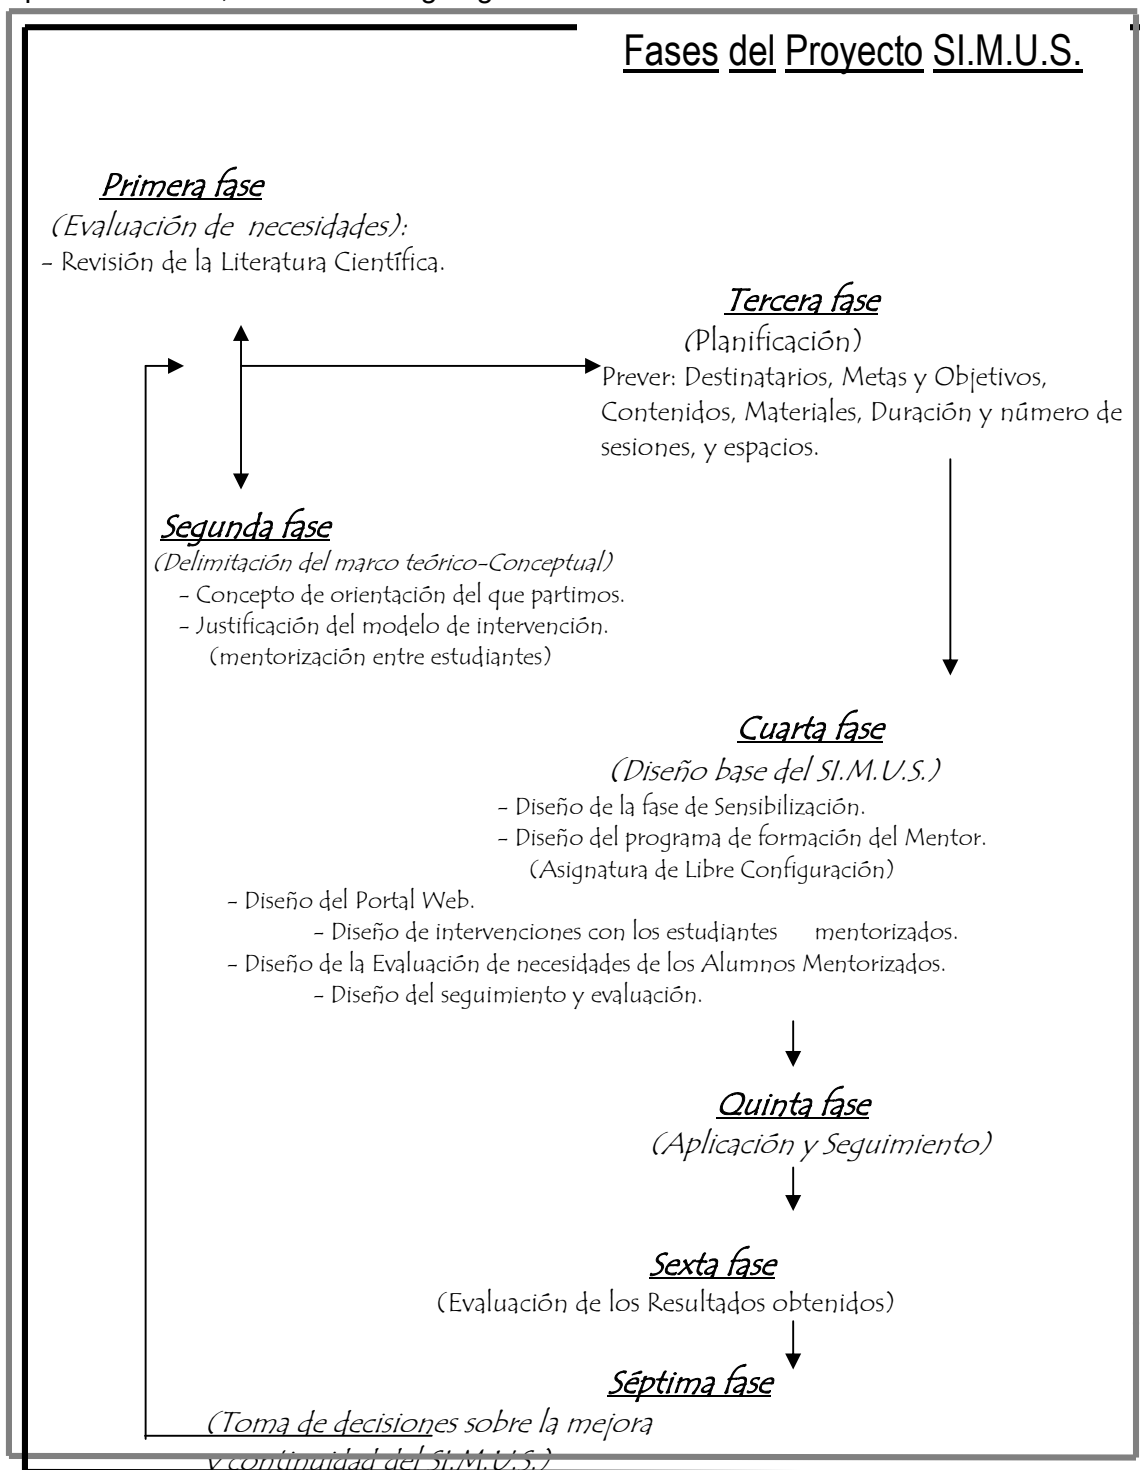 Fases del Proyecto SI.M.U.S.
Primera fase
(Evaluación de necesidades):
- Revisión de la Literatura Científica.
Tercera fase
(Planificación)
Prever: Destinatarios, Metas y Objetivos,
Contenidos, Materiales, Duración y número de
sesiones, y espacios.
Segunda fase
(Delimitación del marco teórico-Conceptual)
- Concepto de orientación del que partimos.
- Justificación del modelo de intervención.
(mentorización entre estudiantes)
Cuarta fase
(Diseño base del SI.M.U.S.)
- Diseño de la fase de Sensibilización.
- Diseño del programa de formación del Mentor.
(Asignatura de Libre Configuración)
- Diseño del Portal Web.
- Diseño de intervenciones con los estudiantes mentorizados.
- Diseño de la Evaluación de necesidades de los Alumnos Mentorizados.
- Diseño del seguimiento y evaluación.
Quinta fase
(Aplicación y Seguimiento)
Sexta fase
(Evaluación de los Resultados obtenidos)
Séptima fase
(Toma de decisiones sobre la mejora
y continuidad del SI.M.U.S.)